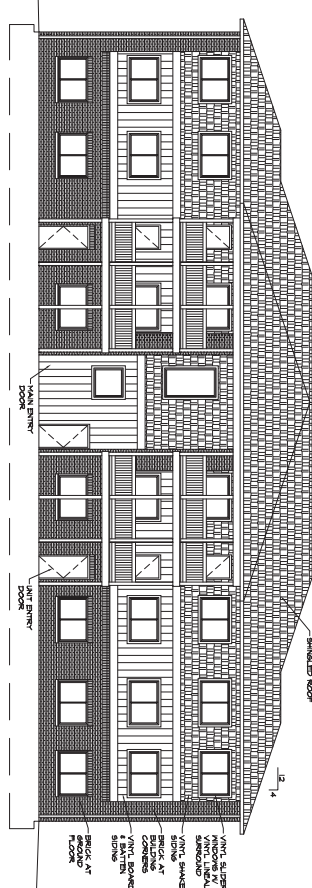 SHINGLED ROOF
12
4
VINYL SLIDER
WINDOWS W/
VINYL LINEAL
SURROUND
VINYL SHAKE
SIDING
BRICK AT
BUILDING
CORNERS
VINYL BOARD
& BATTEN
SIDING
BRICK AT
GROUND
FLOOR
MAIN ENTRY
DOOR
UNIT ENTRY
DOOR